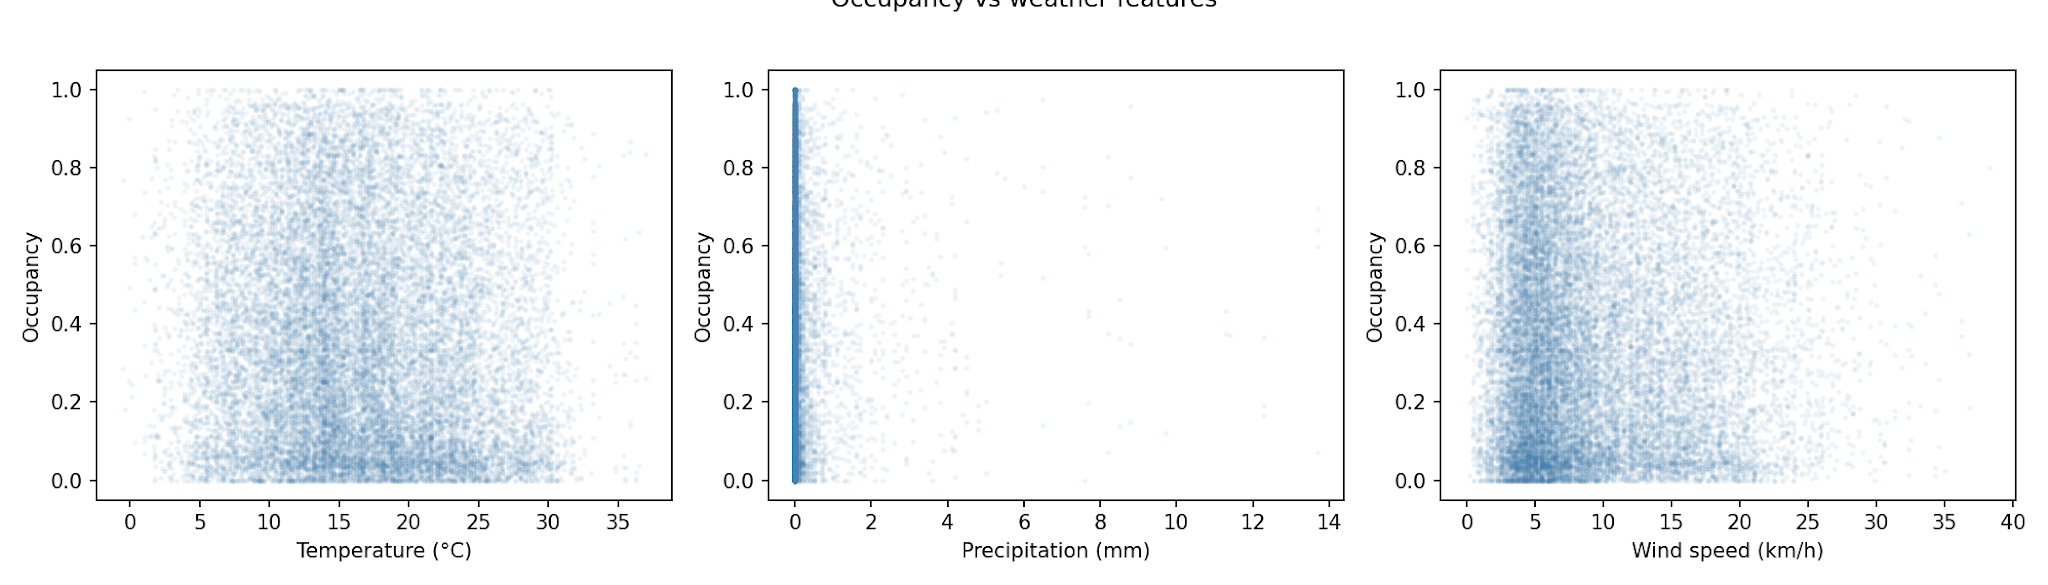 Occupancy vs weather features
Occupancy
1.0
0.8
0.6
0.4
0.2
0.0
0 5 10 15 20 25 30 35
Temperature (°C)
Occupancy
1.0
0.8
0.6
0.4
0.2
0.0
0 2 4 6 8 10 12 14
Precipitation (mm)
Occupancy
1.0
0.8
0.6
0.4
0.2
0.0
0 5 10 15 20 25 30 35 40
Wind speed (km/h)